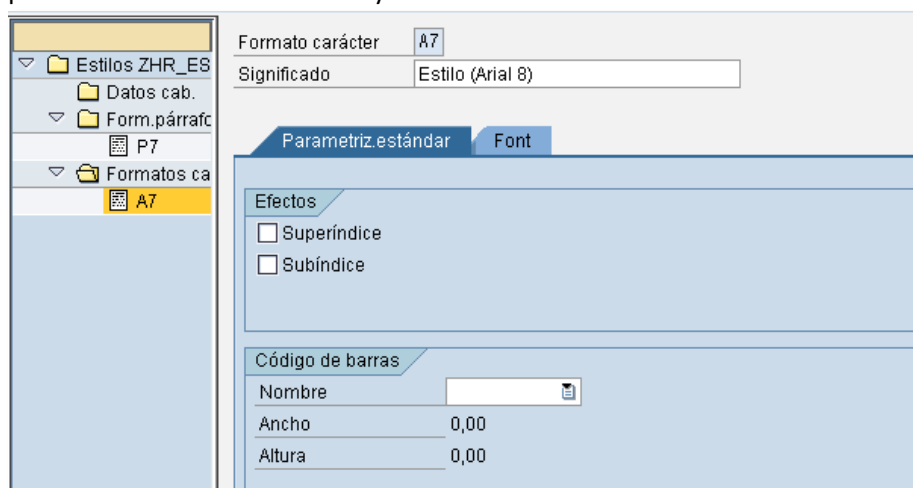 Formato carácter A7
Significado Estilo (Arial 8)
Estilos ZHR_ES
Datos cab.
Form.párrafc
P7
Formatos ca
A7
Parametriz.estándar Font
Efectos
Superíndice
Subíndice
Código de barras
Nombre
Ancho 0,00
Altura 0,00